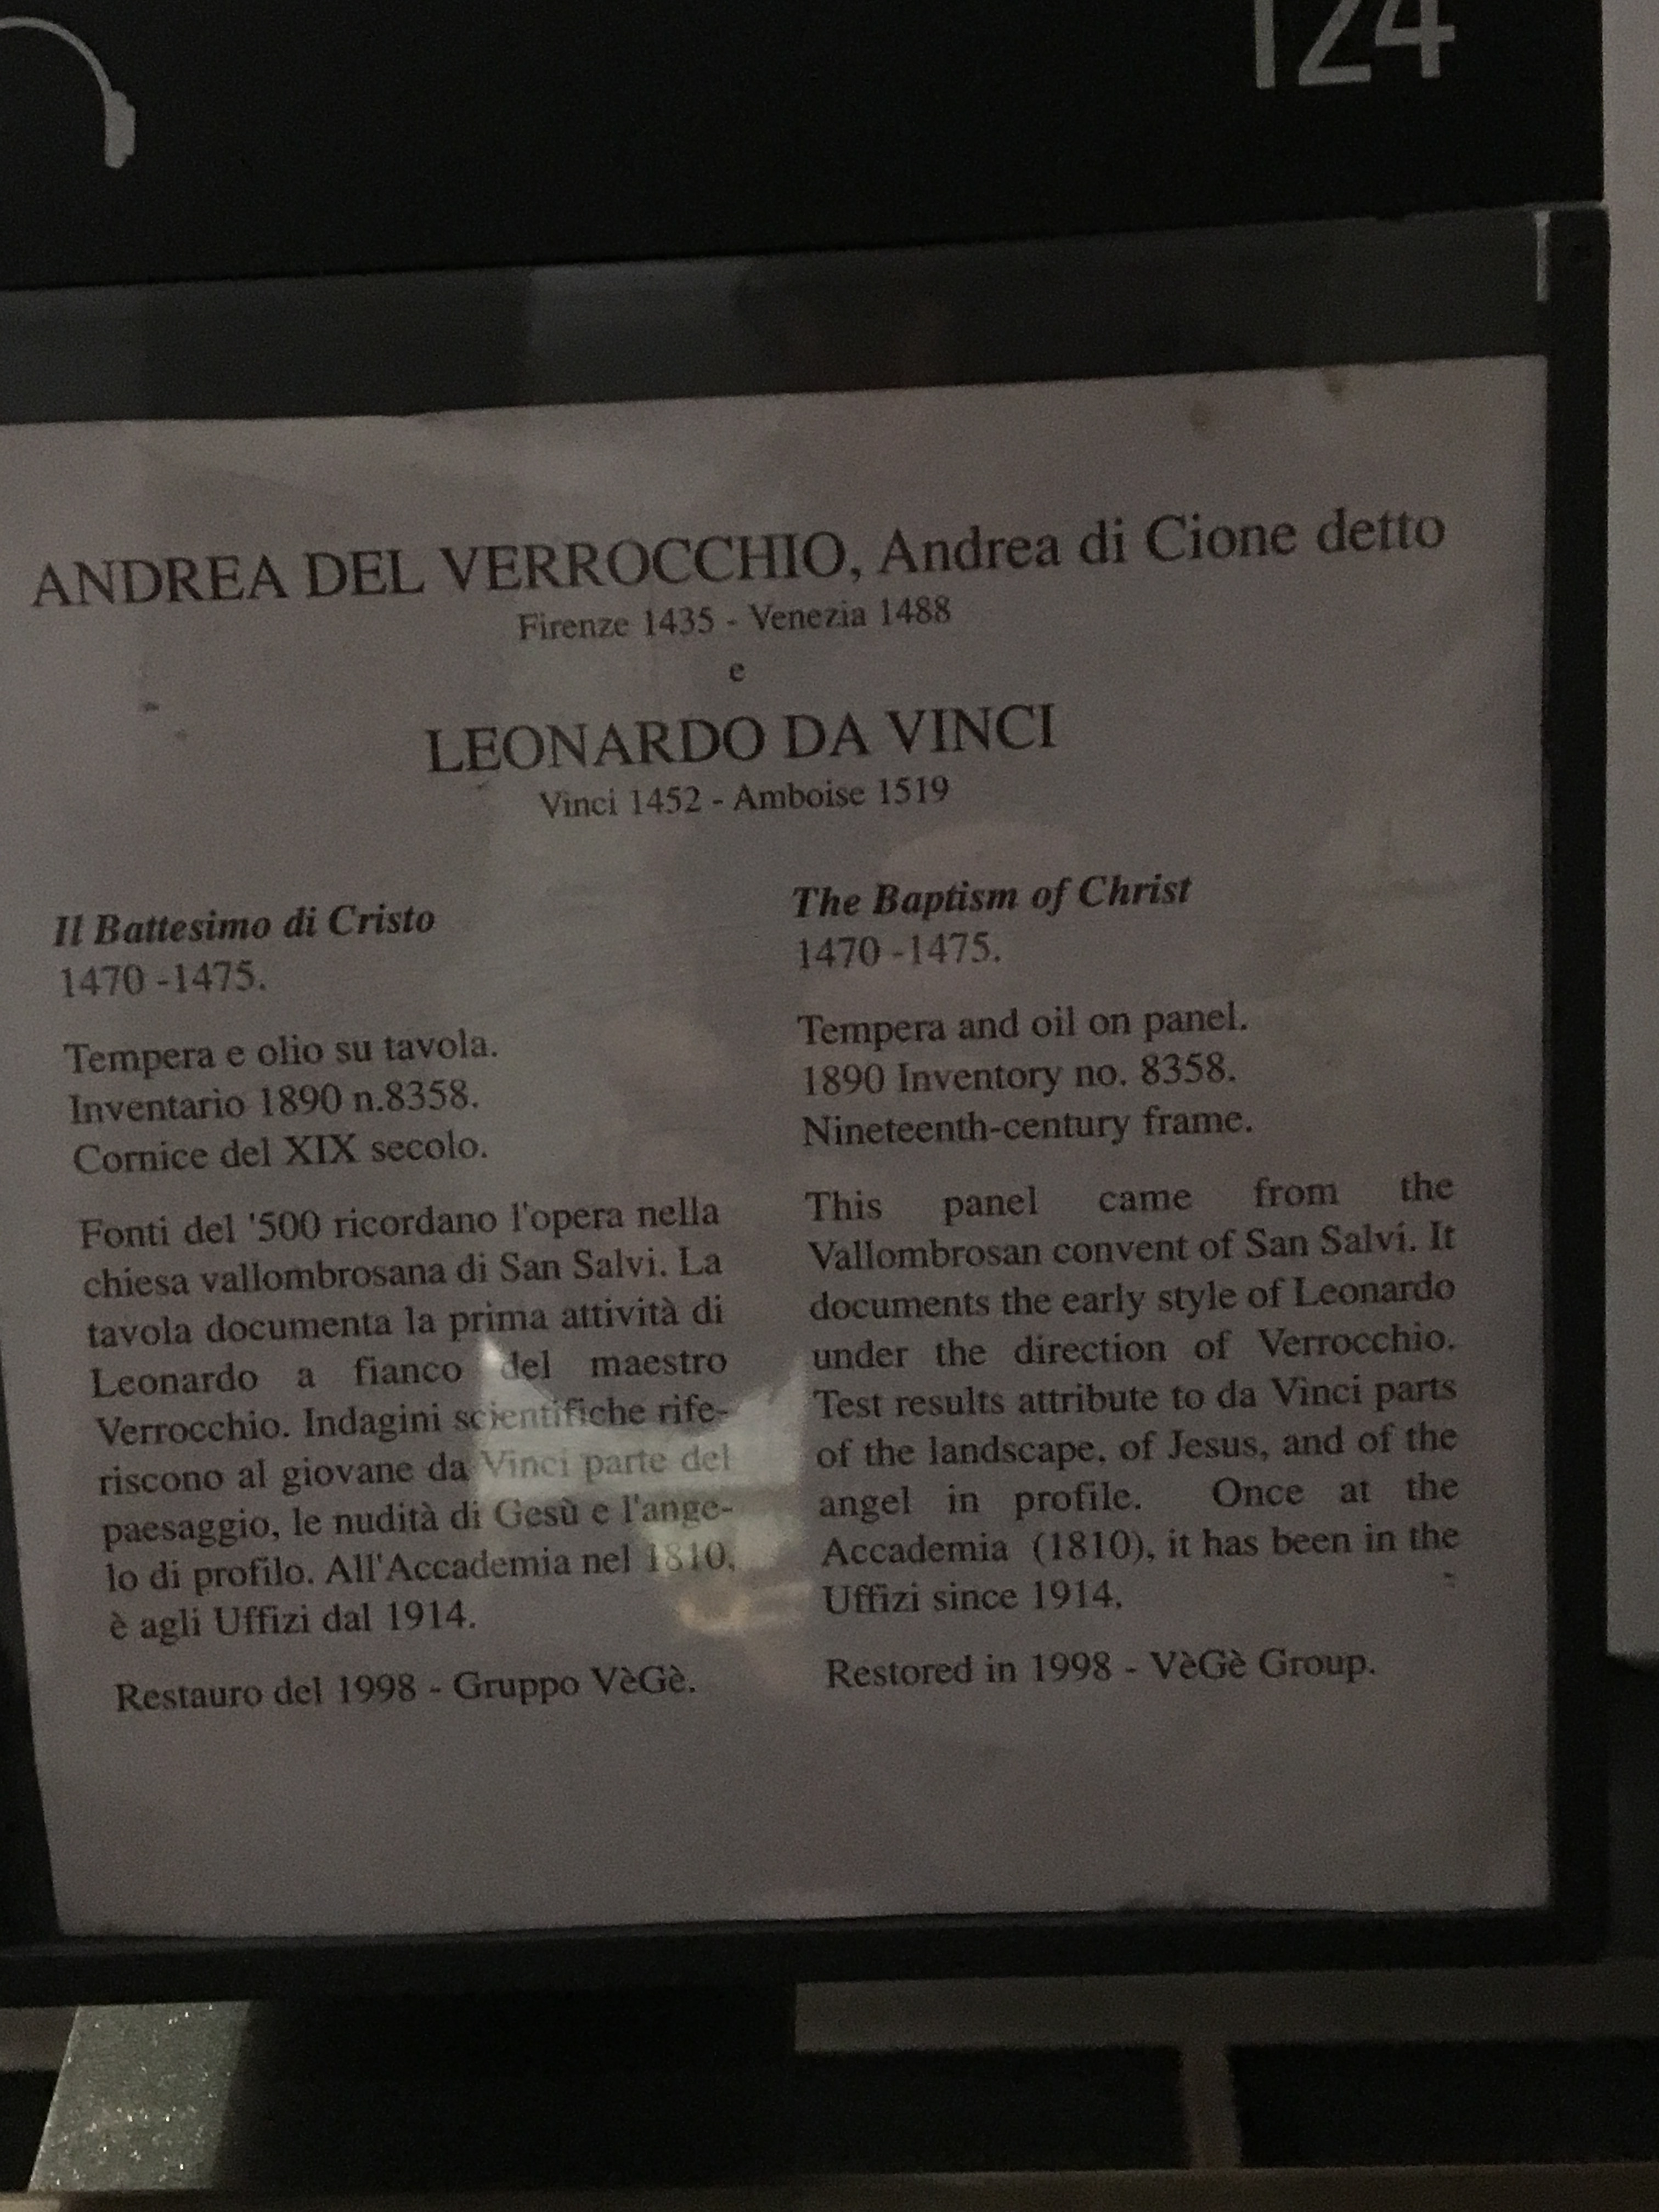 124
ANDREA DEL VERROCCHIO, Andrea di Cione detto
Firenze 1435 - Venezia 1488
e
LEONARDO DA VINCI
Vinci 1452 - Amboise 1519
Il Battesimo di Cristo
1470 -1475.
Tempera e olio su tavola.
Inventario 1890 n.8358.
Cornice del XIX secolo.
Fonti del '500 ricordano l'opera nella
chiesa vallombrosana di San Salvi. La
tavola documenta la prima attività di
Leonardo a fianco del maestro
Verrocchio. Indagini scientifiche rife-
riscono al giovane da Vinci parte del
paesaggio, le nudità di Gesù e l'ange-
lo di profilo. All'Accademia nel 1810,
è agli Uffizi dal 1914.
Restauro del 1998 - Gruppo VèGè.
The Baptism of Christ
1470 -1475.
Tempera and oil on panel.
1890 Inventory no. 8358.
Nineteenth-century frame.
This panel came from the
Vallombrosan convent of San Salvi. It
documents the early style of Leonardo
under the direction of Verrocchio.
Test results attribute to da Vinci parts
of the landscape, of Jesus, and of the
angel in profile. Once at the
Accademia (1810), it has been in the
Uffizi since 1914.
Restored in 1998 - VèGè Group.